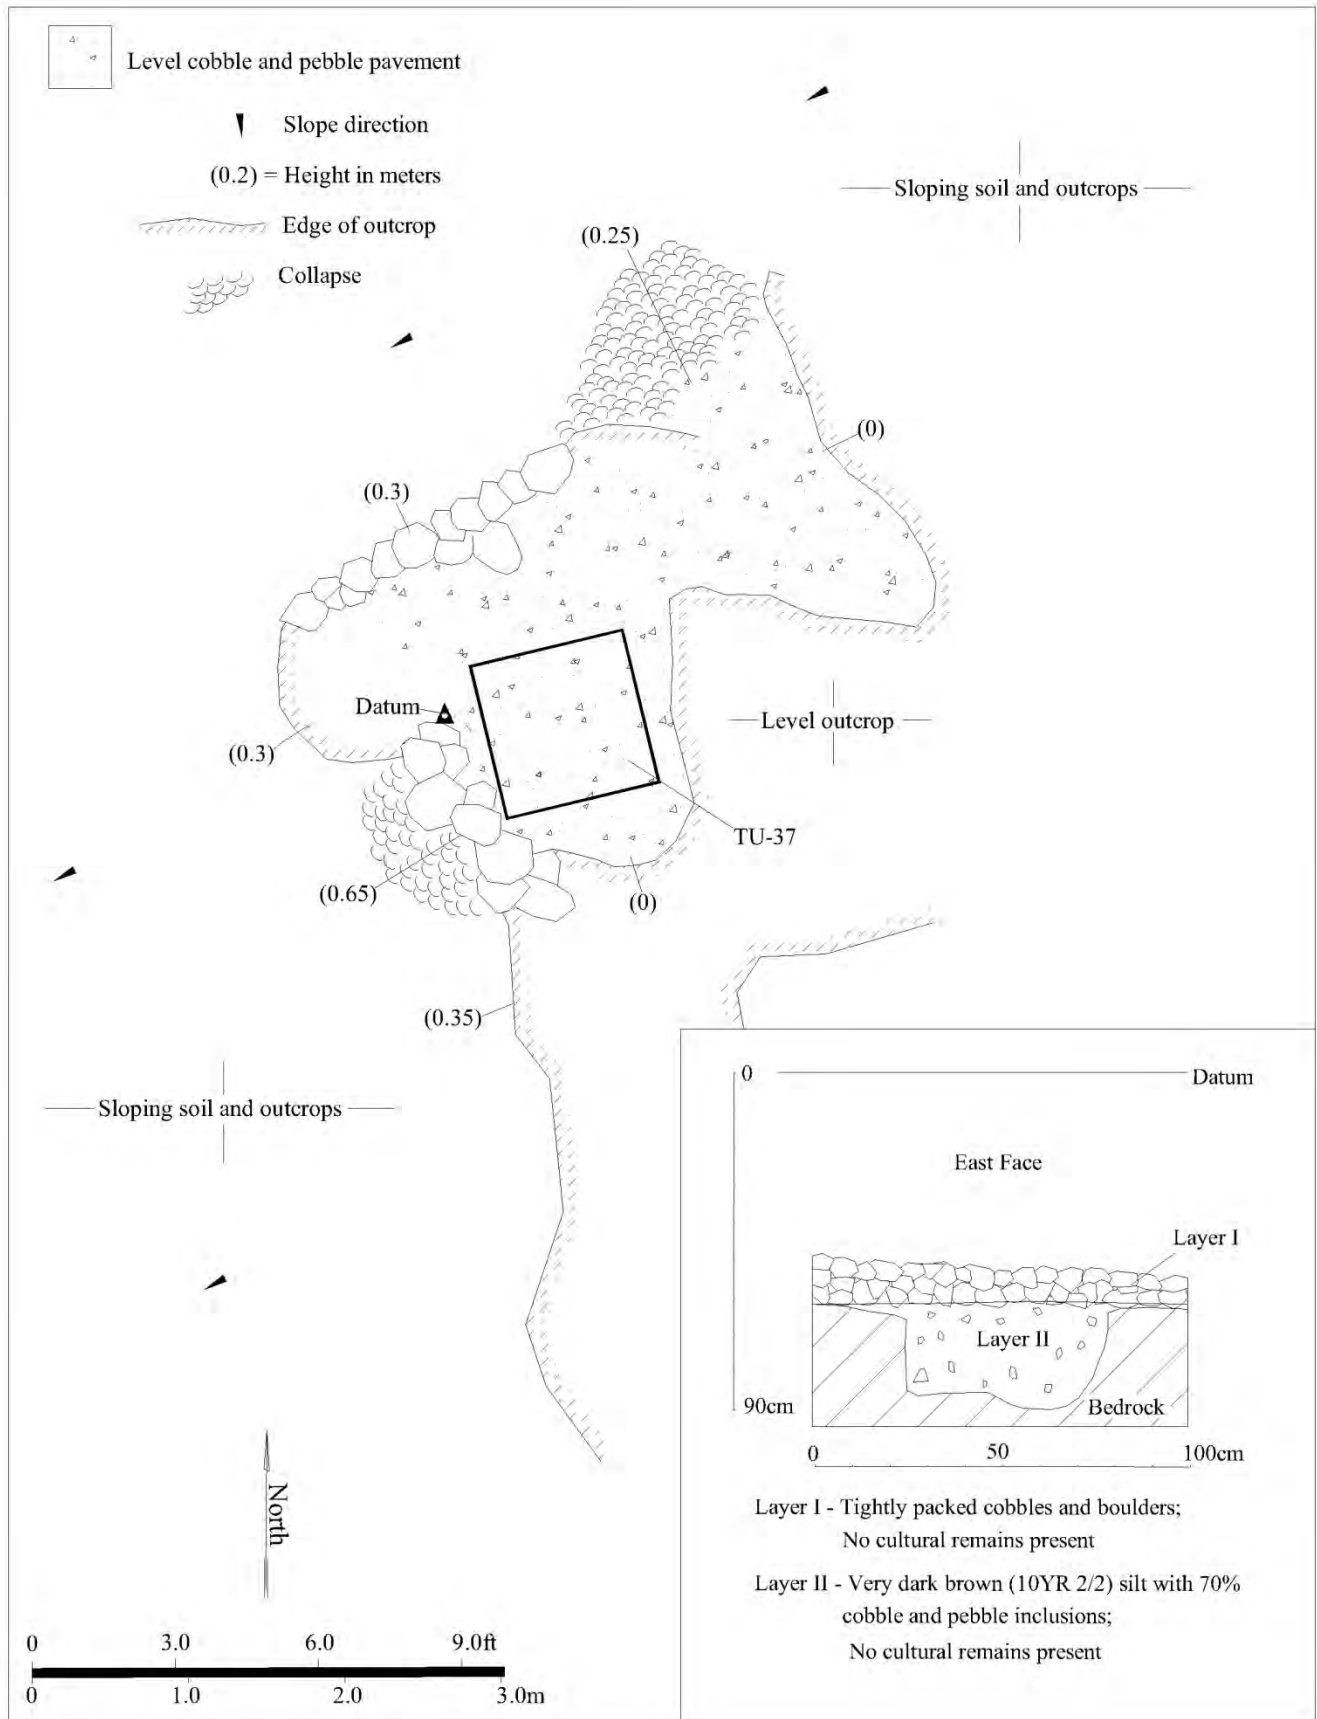 Level cobble and pebble pavement
Slope direction
(0.2) = Height in meters
Edge of outcrop
Collapse
Sloping soil and outcrops
(0.25)
(0)
(0.3)
Datum
(0.3)
Level outcrop
TU-37
(0.65)
(0)
(0.35)
Sloping soil and outcrops
North
0 3.0 6.0 9.0ft
0 1.0 2.0 3.0m
0
Datum
East Face
Layer I
Layer II
90cm
Bedrock
0 50 100cm
Layer I - Tightly packed cobbles and boulders;
No cultural remains present
Layer II - Very dark brown (10YR 2/2) silt with 70%
cobble and pebble inclusions;
No cultural remains present